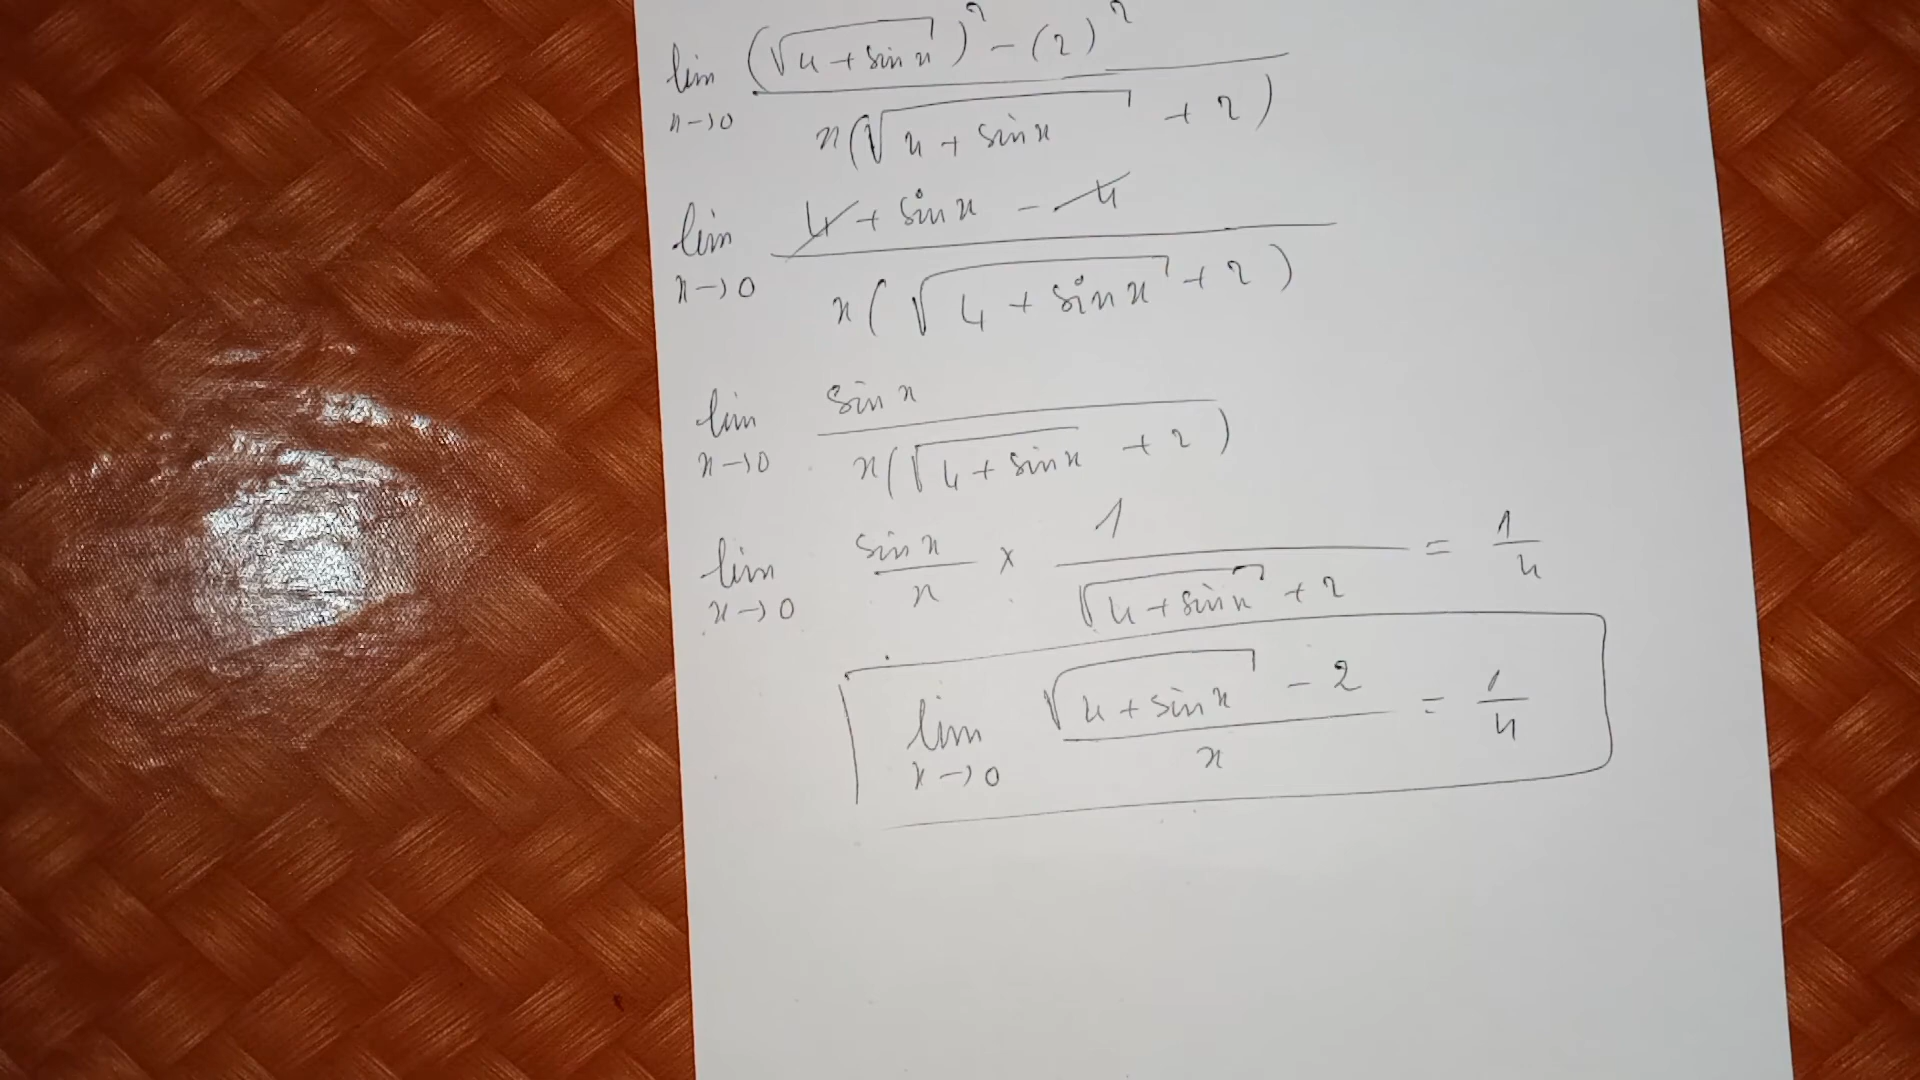 lim x→0 ((√(4+sin x))² − (2)²) / (x(√(4+sin x) + 2))
lim x→0 (4 + sin x − 4) / (x(√(4+sin x) + 2))
lim x→0 sin x / (x(√(4+sin x) + 2))
lim x→0 sin x / x × 1 / (√(4+sin x) + 2) = 1/4
lim x→0 (√(4+sin x) − 2) / x = 1/4